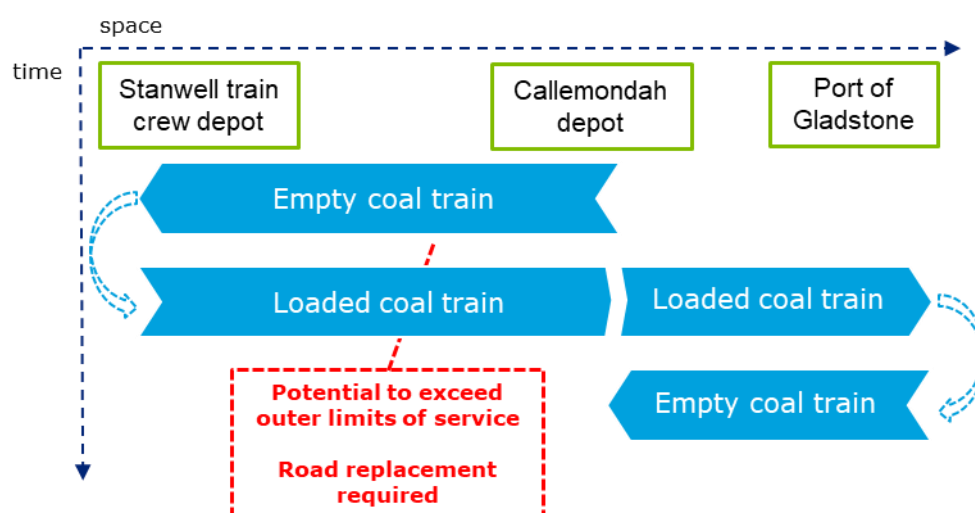 space
time
Stanwell train
crew depot
Callemondah
depot
Port of
Gladstone
Empty coal train
Loaded coal train
Loaded coal train
Empty coal train
Potential to exceed
outer limits of service
Road replacement
required